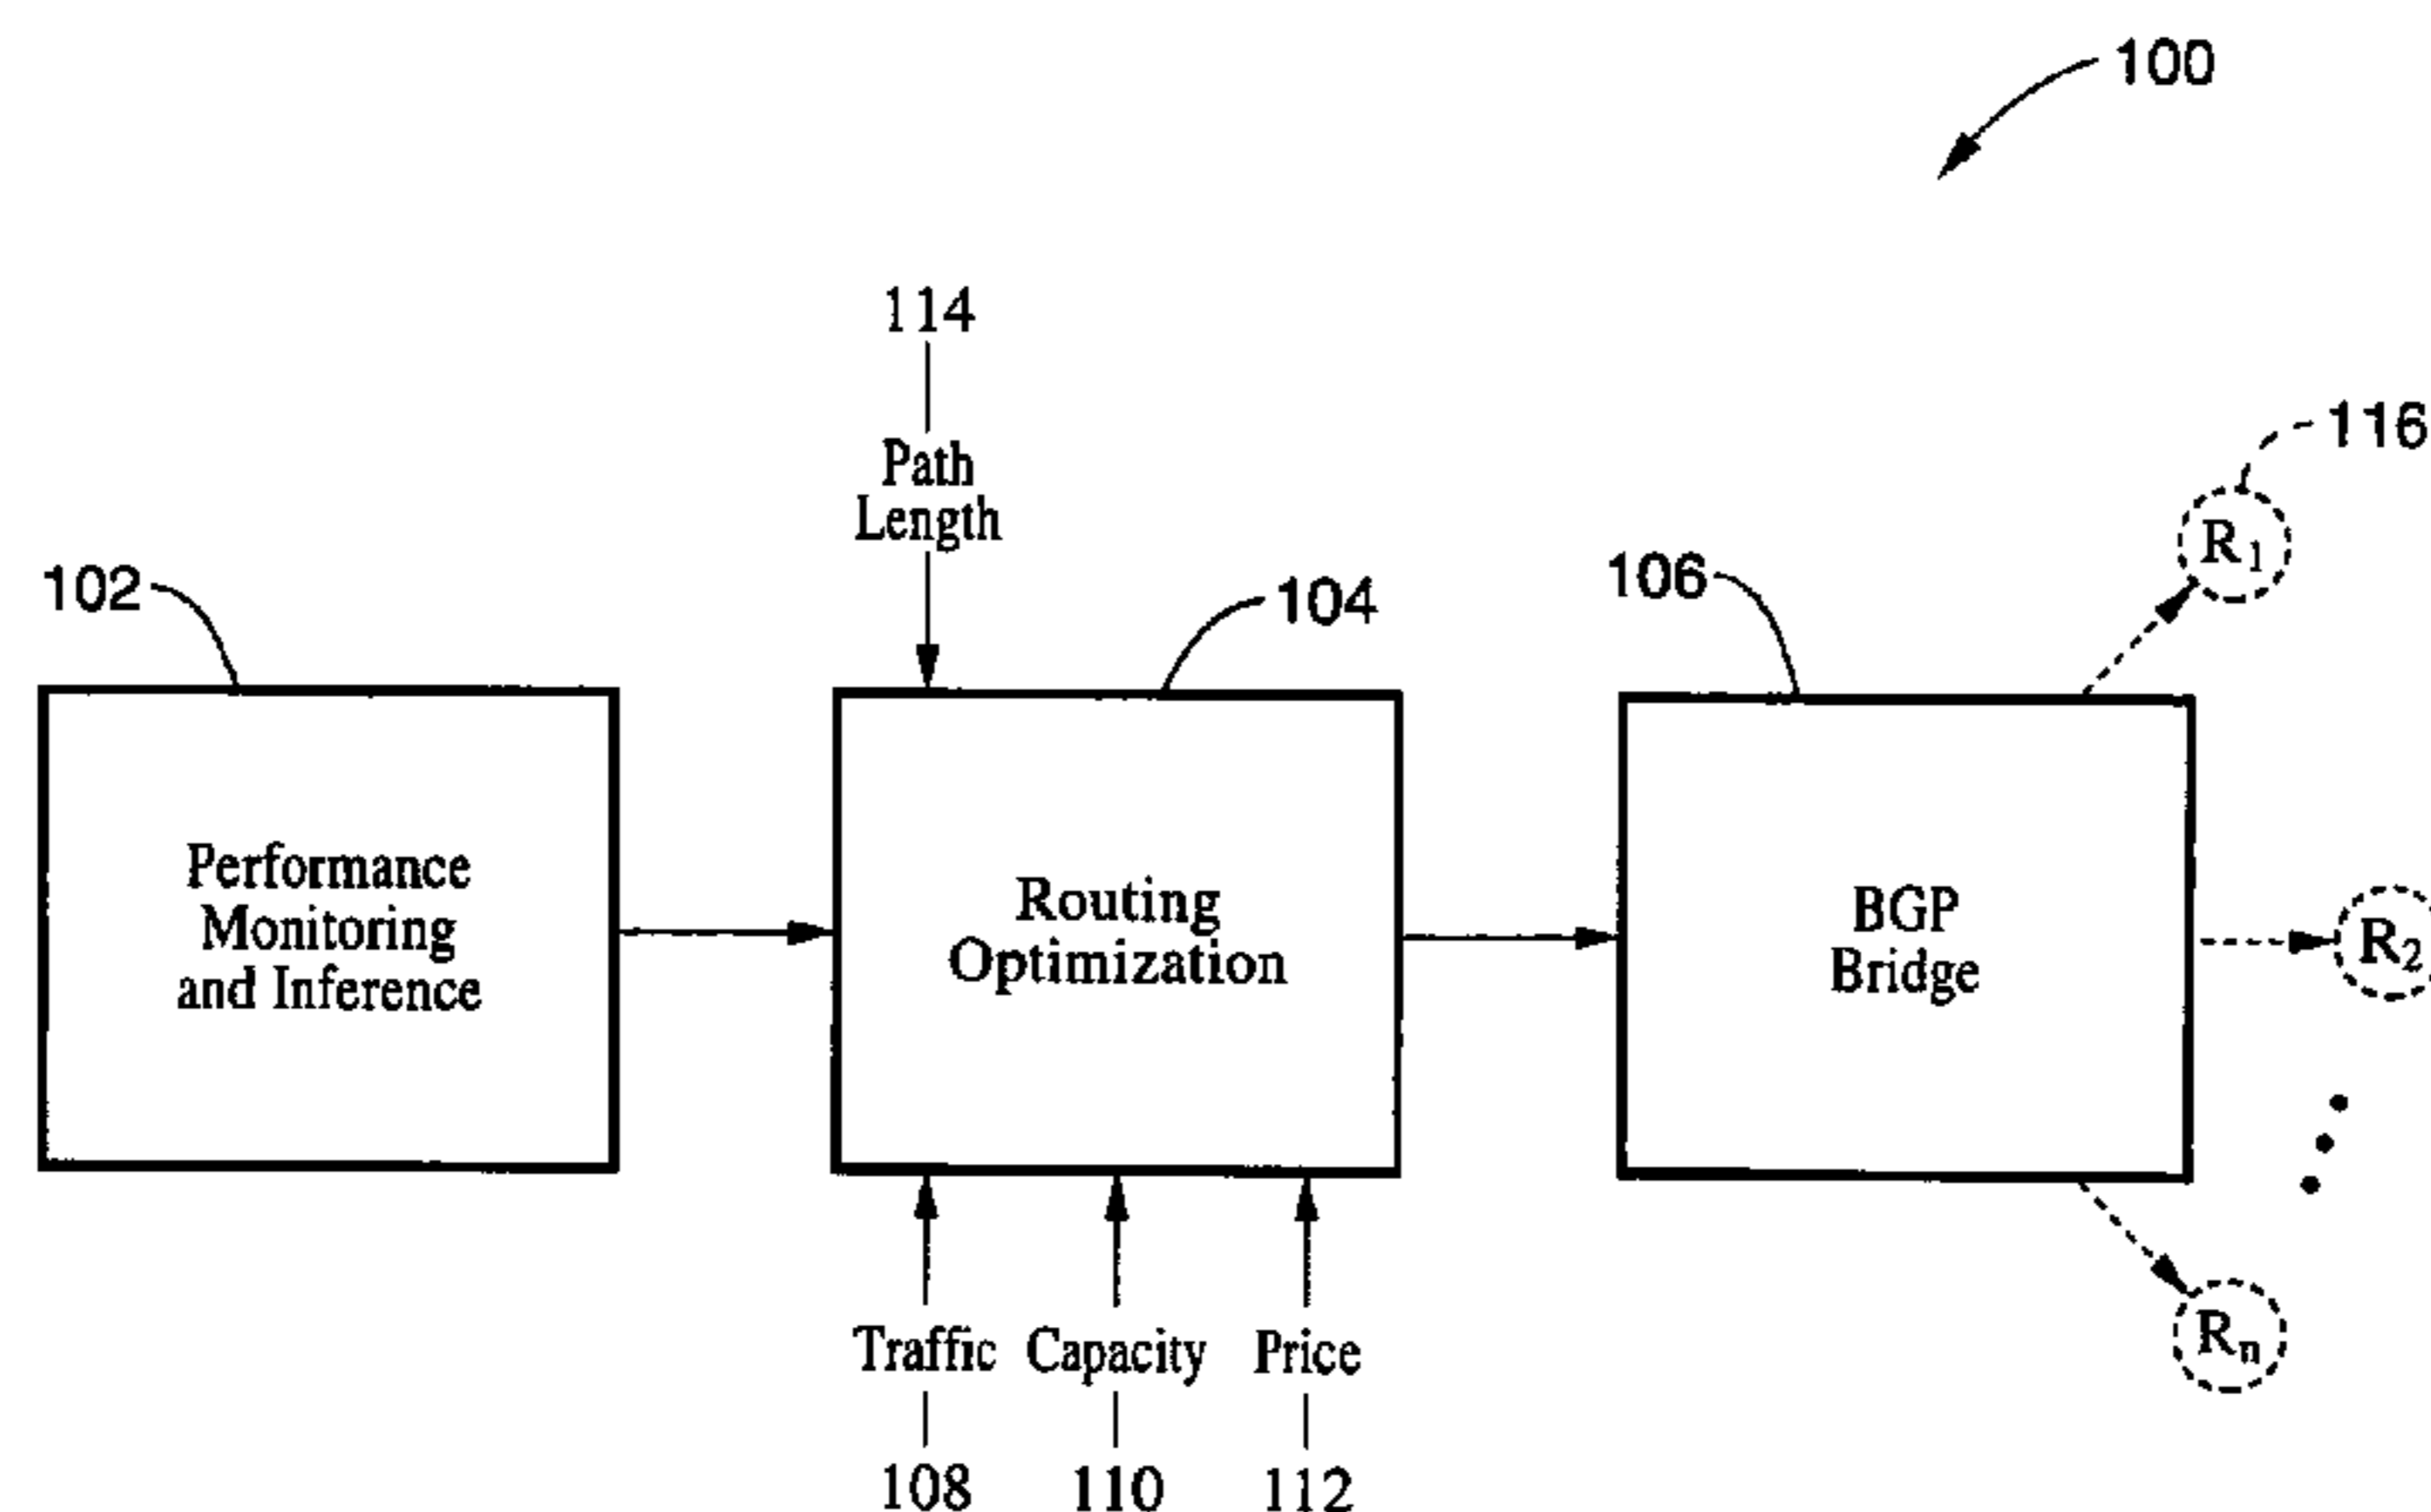 100
114
Path
Length
116
R1
102
104
106
Performance
Monitoring
and Inference
Routing
Optimization
BGP
Bridge
R2
Rn
Traffic Capacity Price
108 110 112